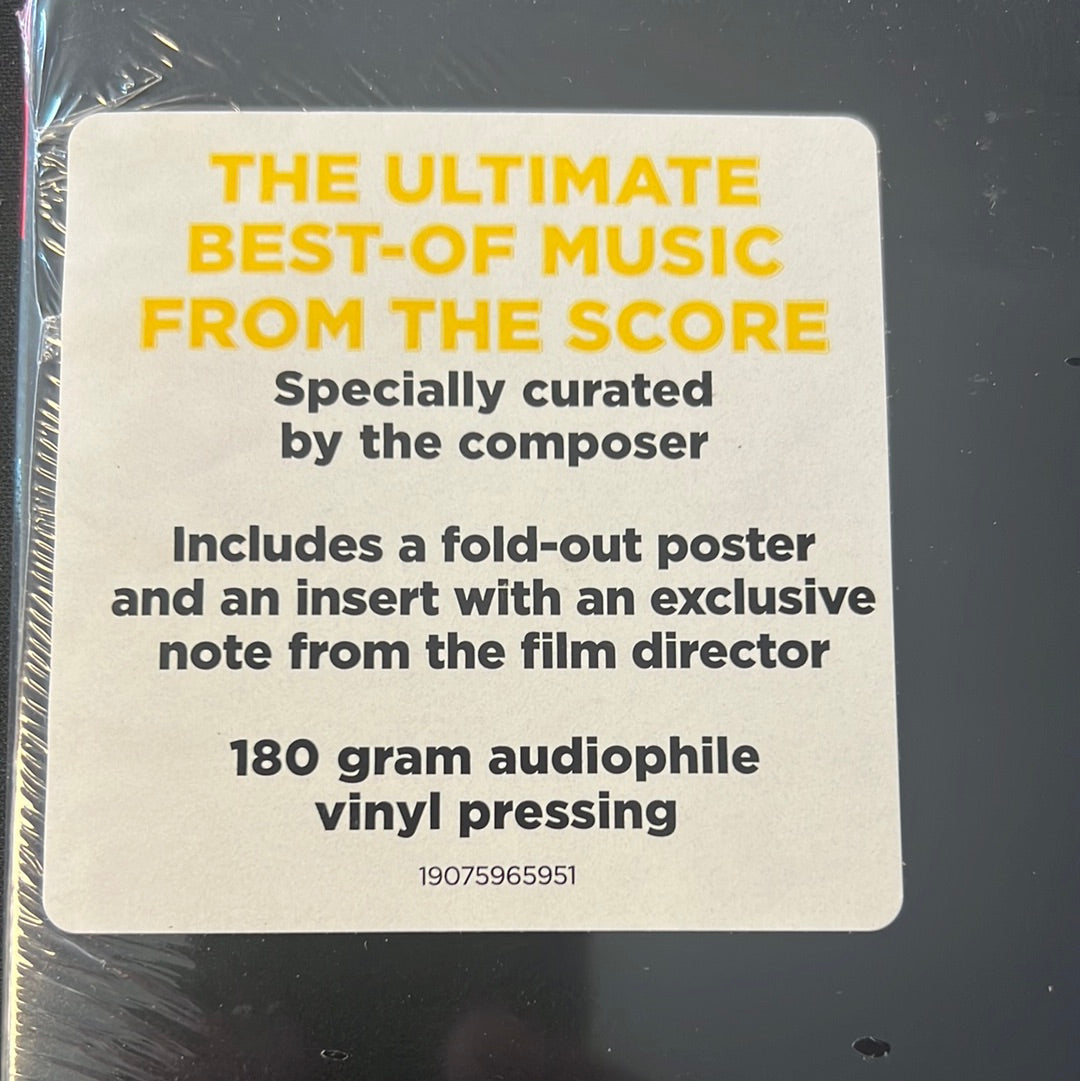 THE ULTIMATE
BEST-OF MUSIC
FROM THE SCORE
Specially curated
by the composer
Includes a fold-out poster
and an insert with an exclusive
note from the film director
180 gram audiophile
vinyl pressing
19075965951